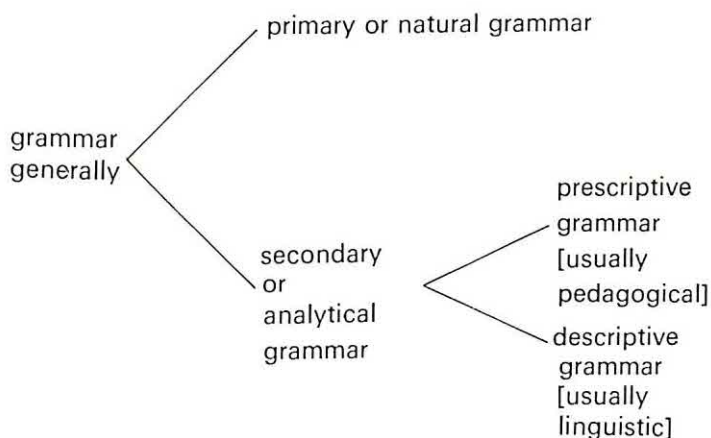 primary or natural grammar
grammar
generally
secondary
or
analytical
grammar
prescriptive
grammar
[usually
pedagogical]
descriptive
grammar
[usually
linguistic]